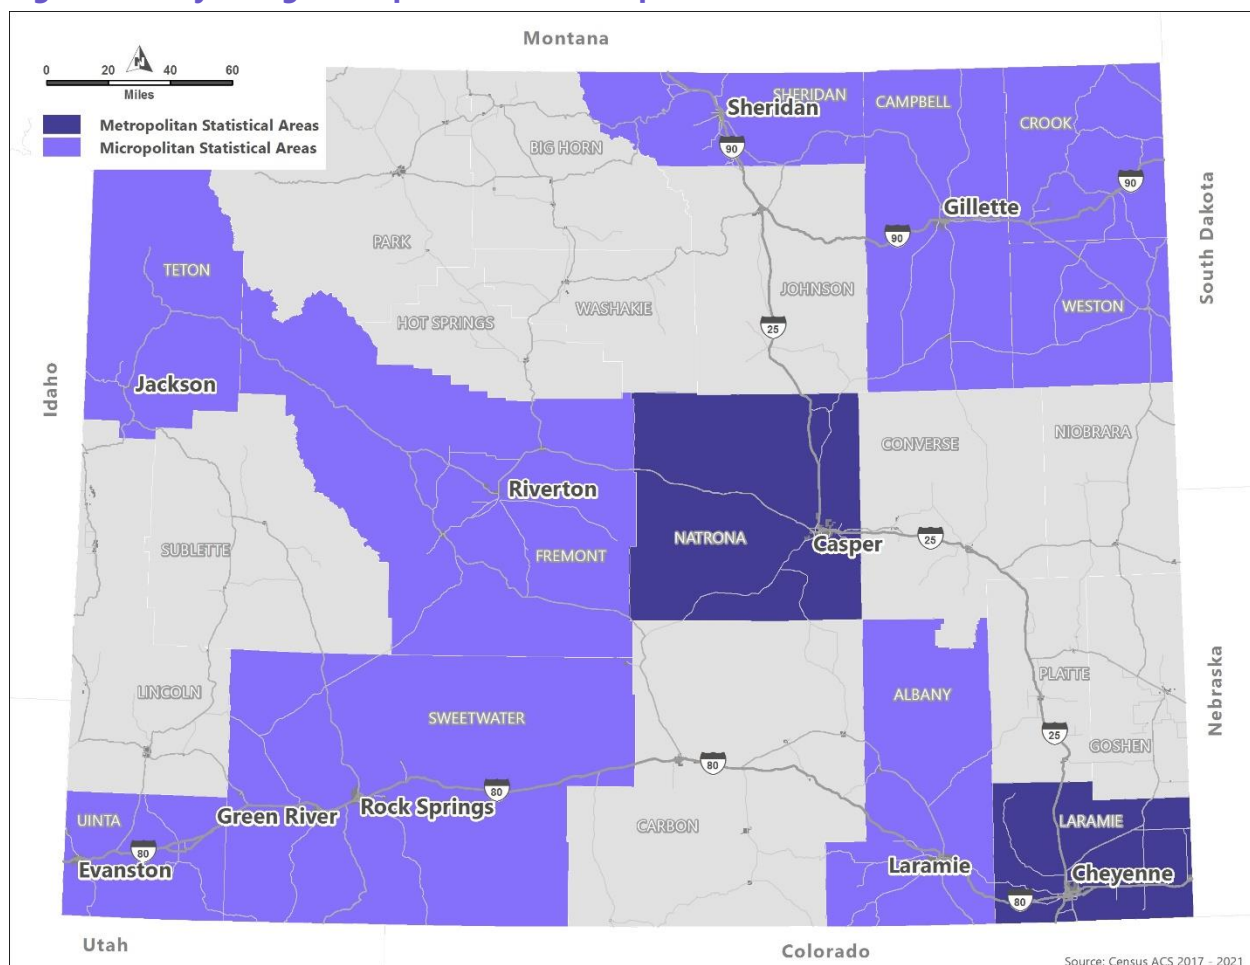 Montana
N
0 20 40 60
Miles
Metropolitan Statistical Areas
Micropolitan Statistical Areas
SHERIDAN
Sheridan
CAMPBELL
CROOK
BIG HORN
90
90
South Dakota
Gillette
90
PARK
TETON
JOHNSON
WASHAKIE
HOT SPRINGS
WESTON
25
Idaho
Jackson
CONVERSE
NIOBRARA
Riverton
NATRONA
Casper
25
SUBLETTE
FREMONT
Nebraska
LINCOLN
ALBANY
PLATTE
SWEETWATER
25
GOSHEN
80
80
Rock Springs
Green River
UINTA
CARBON
LARAMIE
80
Evanston
Laramie
Cheyenne
80
Utah
Colorado
Source: Census ACS 2017 - 2021